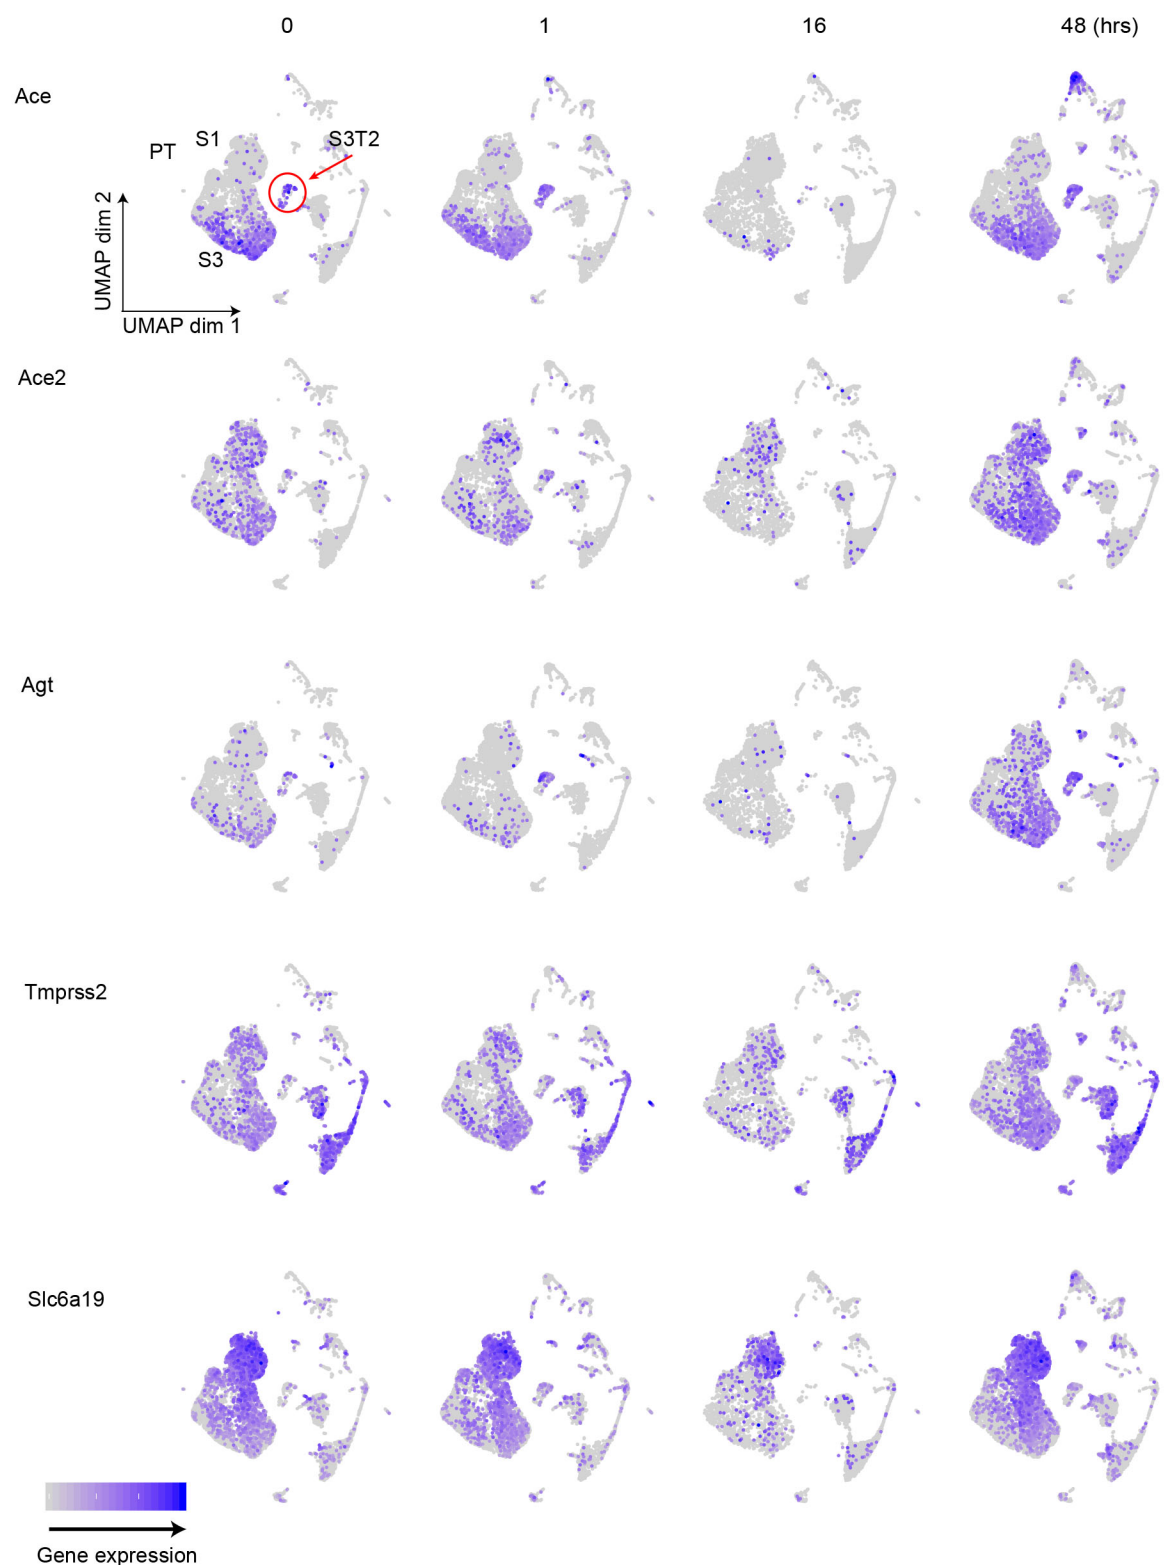 0 1 16 48 (hrs)
Ace
PT S1 S3T2
S3
UMAP dim 2
UMAP dim 1
Ace2
Agt
Tmprss2
Slc6a19
Gene expression